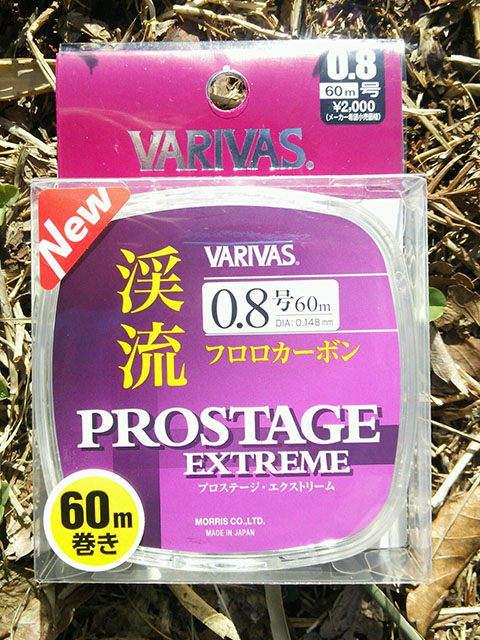 0.8
60m 号
¥2,000
(メーカー希望小売価格)
VARIVAS®
New
VARIVAS®
渓流
0.8号60m
DIA: 0.148mm
フロロカーボン
PROSTAGE
EXTREME
プロステージ・エクストリーム
60m
巻き
MORRIS CO.,LTD.
MADE IN JAPAN